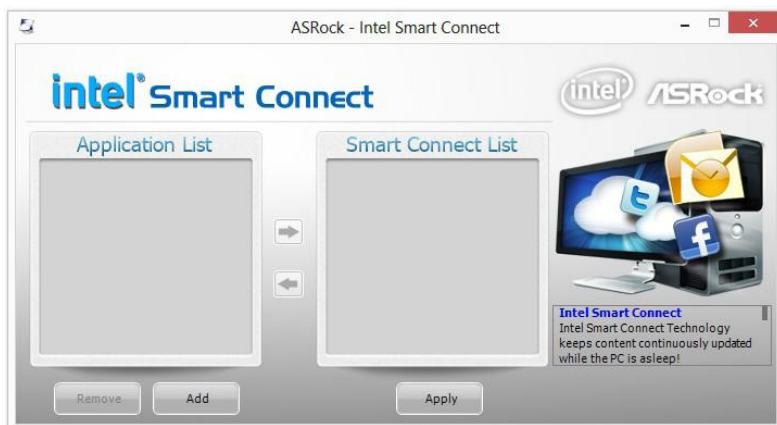 ASRock - Intel Smart Connect
intel® Smart Connect
intel ASRock
Application List
Smart Connect List
Intel Smart Connect
Intel Smart Connect Technology
keeps content continuously updated
while the PC is asleep!
Remove
Add
Apply